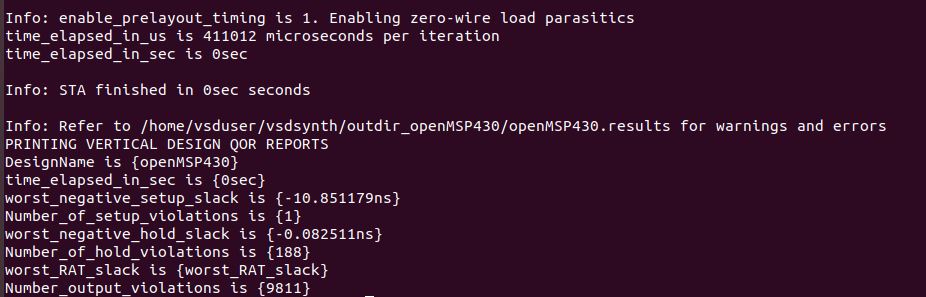 Info: enable_prelayout_timing is 1. Enabling zero-wire load parasitics
time_elapsed_in_us is 411012 microseconds per iteration
time_elapsed_in_sec is 0sec
Info: STA finished in 0sec seconds
Info: Refer to /home/vsduser/vsdsynth/outdir_openMSP430/openMSP430.results for warnings and errors
PRINTING VERTICAL DESIGN QOR REPORTS
DesignName is {openMSP430}
time_elapsed_in_sec is {0sec}
worst_negative_setup_slack is {-10.851179ns}
Number_of_setup_violations is {1}
worst_negative_hold_slack is {-0.082511ns}
Number_of_hold_violations is {188}
worst_RAT_slack is {worst_RAT_slack}
Number_output_violations is {9811}